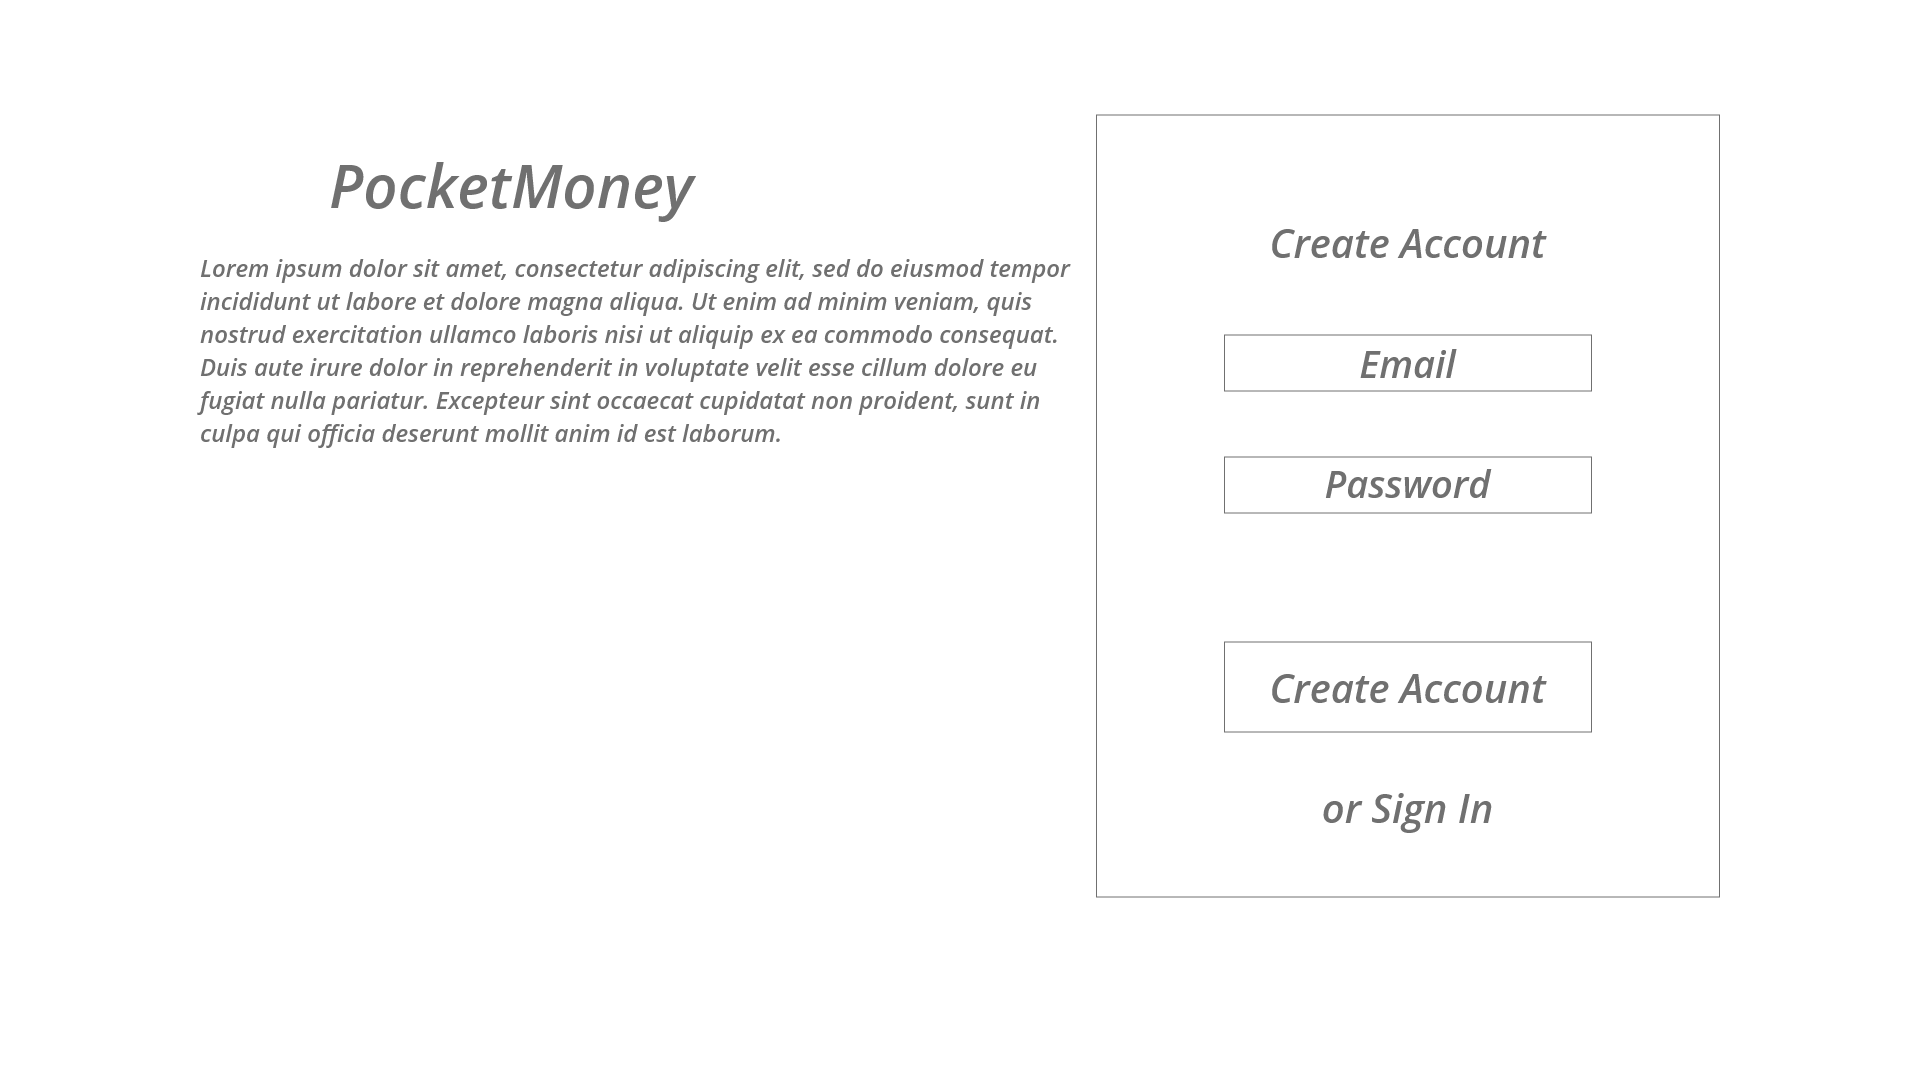 PocketMoney
Lorem ipsum dolor sit amet, consectetur adipiscing elit, sed do eiusmod tempor
incididunt ut labore et dolore magna aliqua. Ut enim ad minim veniam, quis
nostrud exercitation ullamco laboris nisi ut aliquip ex ea commodo consequat.
Duis aute irure dolor in reprehenderit in voluptate velit esse cillum dolore eu
fugiat nulla pariatur. Excepteur sint occaecat cupidatat non proident, sunt in
culpa qui officia deserunt mollit anim id est laborum.
Create Account
Email
Password
Create Account
or Sign In